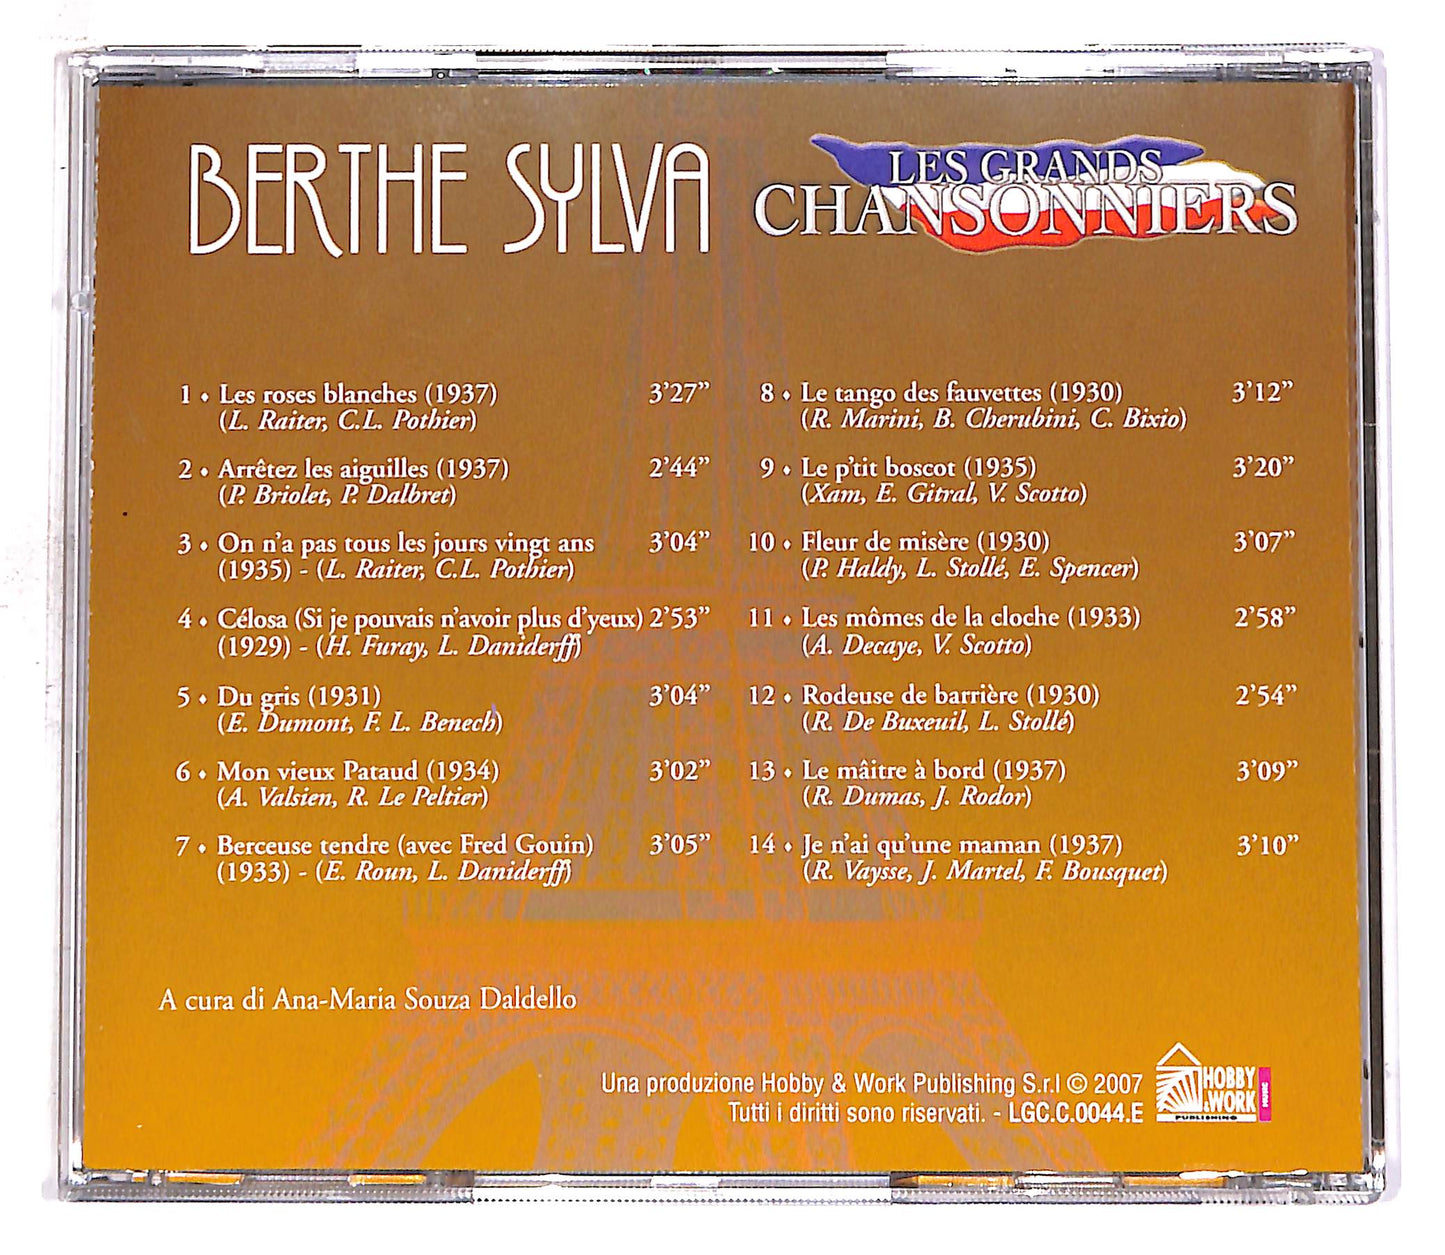 BERTHE SYLVA
LES GRANDS
CHANSONNIERS
1 ⬩ Les roses blanches (1937) 3’27”
(L. Raiter, C.L. Pothier)
2 ⬩ Arrêtez les aiguilles (1937) 2’44”
(P. Briolet, P. Dalbret)
3 ⬩ On n'a pas tous les jours vingt ans 3’04”
(1935) - (L. Raiter, C.L. Pothier)
4 ⬩ Célosa (Si je pouvais n'avoir plus d'yeux) 2’53”
(1929) - (H. Furay, L. Daniderff)
5 ⬩ Du gris (1931) 3’04”
(E. Dumont, F. L. Benech)
6 ⬩ Mon vieux Pataud (1934) 3’02”
(A. Valsien, R. Le Peltier)
7 ⬩ Berceuse tendre (avec Fred Gouin) 3’05”
(1933) - (E. Roun, L. Daniderff)
8 ⬩ Le tango des fauvettes (1930) 3’12”
(R. Marini, B. Cherubini, C. Bixio)
9 ⬩ Le p'tit boscot (1935) 3’20”
(Xam, E. Gitral, V. Scotto)
10 ⬩ Fleur de misère (1930) 3’07”
(P. Haldy, L. Stollé, E. Spencer)
11 ⬩ Les mômes de la cloche (1933) 2’58”
(A. Decaye, V. Scotto)
12 ⬩ Rodeuse de barrière (1930) 2’54”
(R. De Buxeuil, L. Stollé)
13 ⬩ Le mâitre à bord (1937) 3’09”
(R. Dumas, J. Rodor)
14 ⬩ Je n'ai qu'une maman (1937) 3’10”
(R. Vaysse, J. Martel, F. Bousquet)
A cura di Ana-Maria Souza Daldello
Una produzione Hobby & Work Publishing S.r.l © 2007
Tutti i diritti sono riservati. - LGC.C.0044.E
HOBBY
& WORK
PUBLISHING
MUSIC